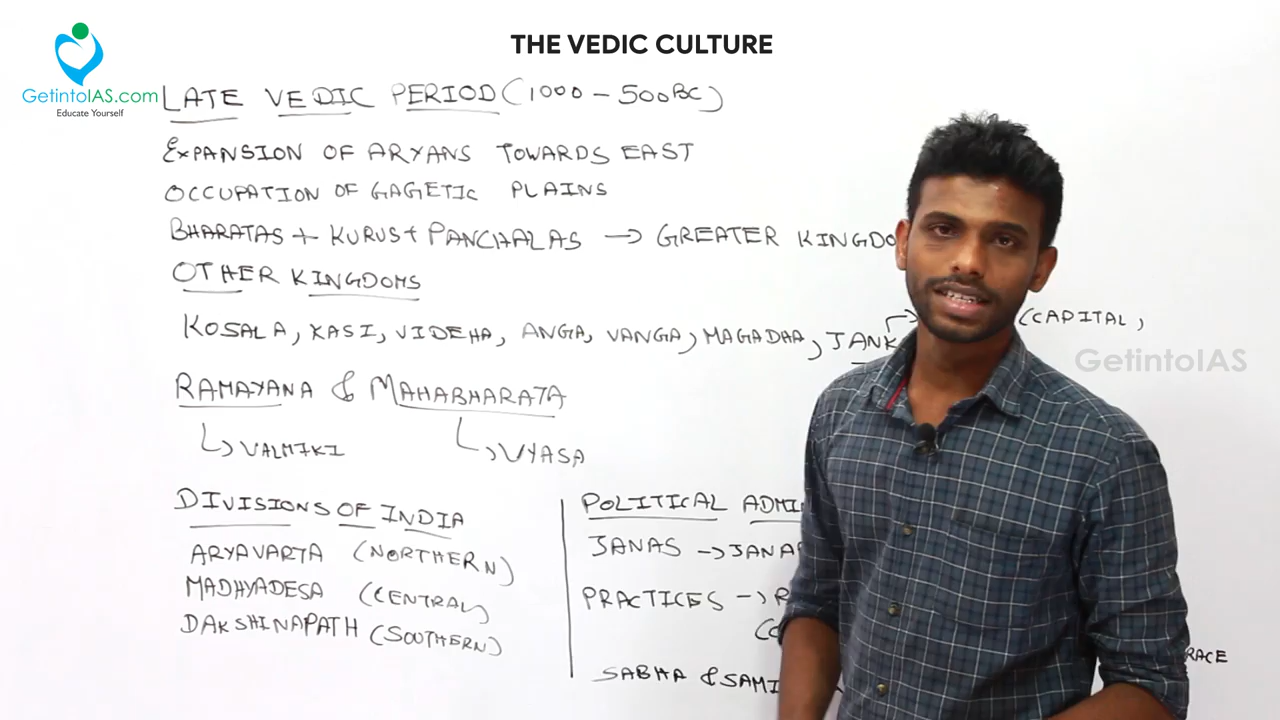 THE VEDIC CULTURE
GetintoIAS.com
Educate Yourself
LATE VEDIC PERIOD (1000 - 500BC)
EXPANSION OF ARYANS TOWARDS EAST
OCCUPATION OF GAGETIC PLAINS
BHARATAS + KURUS + PANCHALAS → GREATER KINGDO
OTHER KINGDOMS
(CAPITAL,
KOSALA, KASI, VIDEHA, ANGA, VANGA, MAGADHA, JANK
GetintoIAS
RAMAYANA & MAHABHARATA
VALMIKI
VYASA
DIVISIONS OF INDIA
ARYAVARTA (NORTHERN)
MADHYADESA (CENTRAL)
DAKSHINAPATH (SOUTHERN)
POLITICAL ADMI
JANAS → JANAP
PRACTICES → R
RACE
SABHA & SAMI